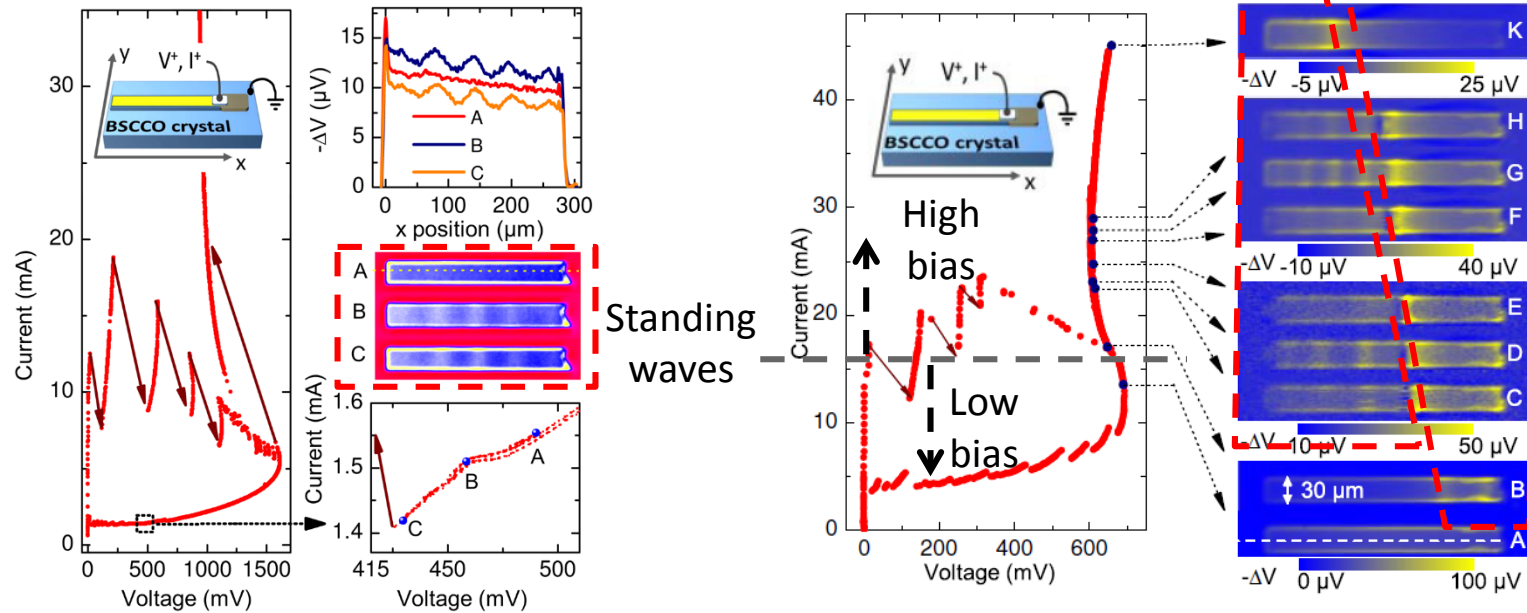 30
20
10
0
Current (mA)
0 500 1000 1500
Voltage (mV)
y
V⁺, I⁺
BSCCO crystal
x
15
10
5
0
-ΔV (µV)
A
B
C
0 100 200 300
x position (µm)
A
B
C
Standing
waves
1.6
1.5
1.4
Current (mA)
A
B
C
415 450 500
Voltage (mV)
40
30
20
10
0
Current (mA)
y
V⁺, I⁺
BSCCO crystal
x
High
bias
Low
bias
0 200 400 600
Voltage (mV)
K
-ΔV -5 µV 25 µV
H
G
F
-ΔV -10 µV 40 µV
E
D
C
-ΔV -10 µV 50 µV
30 µm
B
A
-ΔV 0 µV 100 µV